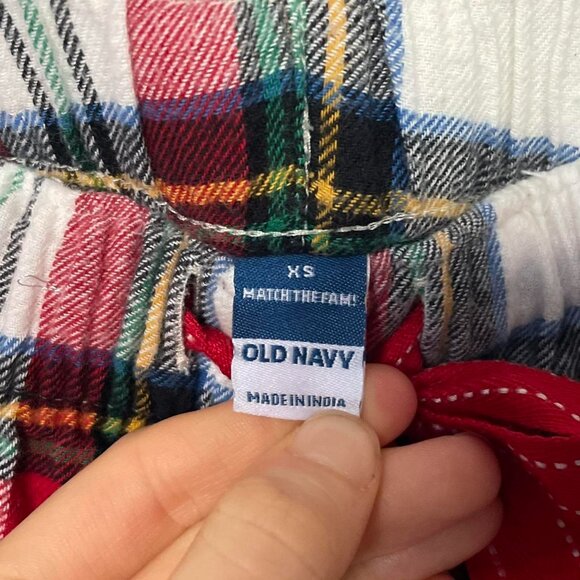 XS
MATCH THE FAM!
OLD NAVY
MADE IN INDIA